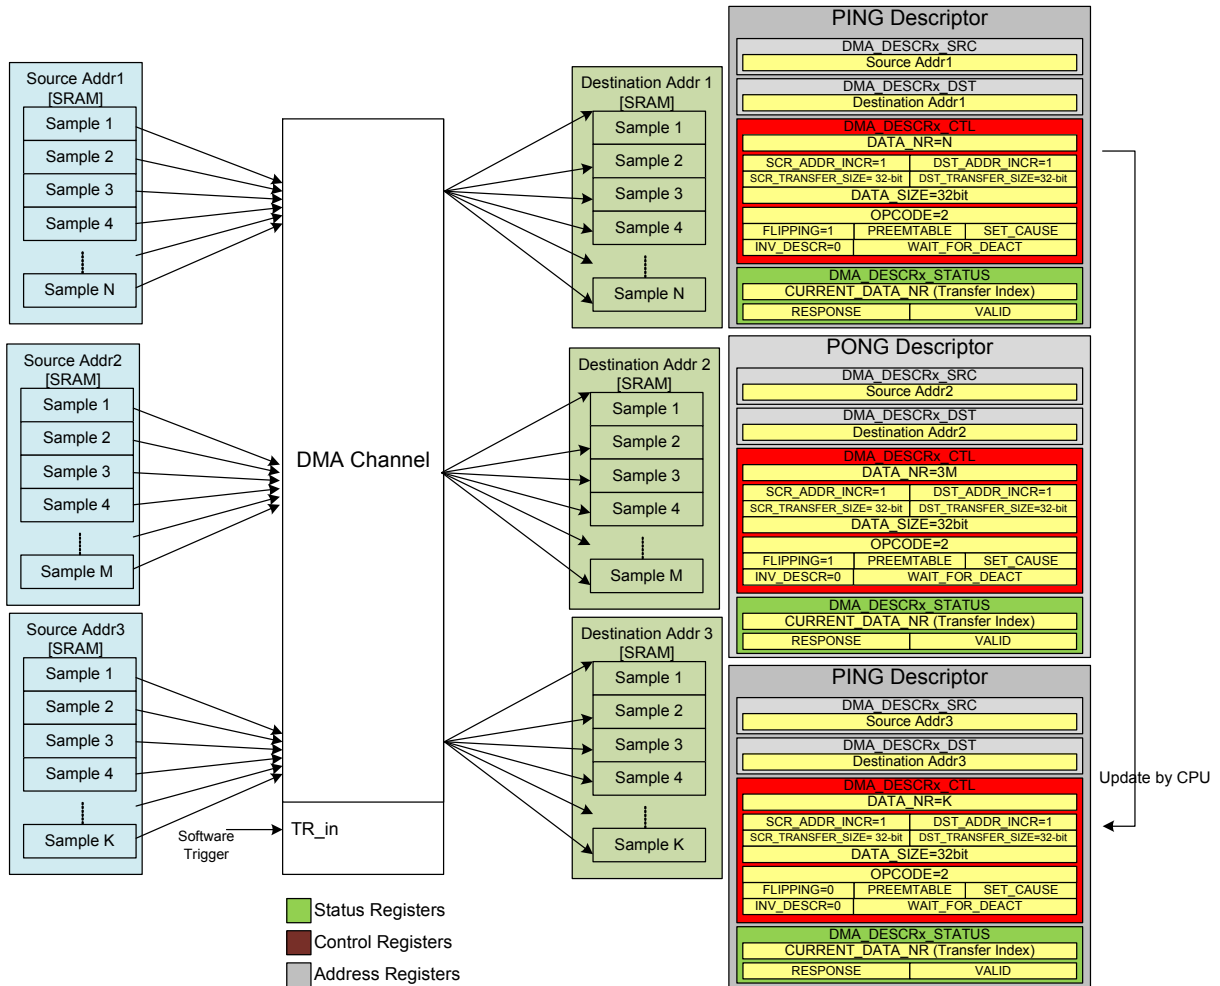 Source Addr1
[SRAM]
Sample 1
Sample 2
Sample 3
Sample 4
Sample N
Source Addr2
[SRAM]
Sample 1
Sample 2
Sample 3
Sample 4
Sample M
Source Addr3
[SRAM]
Sample 1
Sample 2
Sample 3
Sample 4
Sample K
DMA Channel
Software
Trigger
TR_in
Destination Addr 1
[SRAM]
Sample 1
Sample 2
Sample 3
Sample 4
Sample N
Destination Addr 2
[SRAM]
Sample 1
Sample 2
Sample 3
Sample 4
Sample M
Destination Addr 3
[SRAM]
Sample 1
Sample 2
Sample 3
Sample 4
Sample K
PING Descriptor
DMA_DESCRx_SRC
Source Addr1
DMA_DESCRx_DST
Destination Addr1
DMA_DESCRx_CTL
DATA_NR=N
SCR_ADDR_INCR=1 DST_ADDR_INCR=1
SCR_TRANSFER_SIZE= 32-bit DST_TRANSFER_SIZE=32-bit
DATA_SIZE=32bit
OPCODE=2
FLIPPING=1 PREEMTABLE SET_CAUSE
INV_DESCR=0 WAIT_FOR_DEACT
DMA_DESCRx_STATUS
CURRENT_DATA_NR (Transfer Index)
RESPONSE VALID
PONG Descriptor
DMA_DESCRx_SRC
Source Addr2
DMA_DESCRx_DST
Destination Addr2
DMA_DESCRx_CTL
DATA_NR=3M
SCR_ADDR_INCR=1 DST_ADDR_INCR=1
SCR_TRANSFER_SIZE= 32-bit DST_TRANSFER_SIZE=32-bit
DATA_SIZE=32bit
OPCODE=2
FLIPPING=1 PREEMTABLE SET_CAUSE
INV_DESCR=0 WAIT_FOR_DEACT
DMA_DESCRx_STATUS
CURRENT_DATA_NR (Transfer Index)
RESPONSE VALID
PING Descriptor
DMA_DESCRx_SRC
Source Addr3
DMA_DESCRx_DST
Destination Addr3
DMA_DESCRx_CTL
DATA_NR=K
SCR_ADDR_INCR=1 DST_ADDR_INCR=1
SCR_TRANSFER_SIZE= 32-bit DST_TRANSFER_SIZE=32-bit
DATA_SIZE=32bit
OPCODE=2
FLIPPING=0 PREEMTABLE SET_CAUSE
INV_DESCR=0 WAIT_FOR_DEACT
DMA_DESCRx_STATUS
CURRENT_DATA_NR (Transfer Index)
RESPONSE VALID
Update by CPU
Status Registers
Control Registers
Address Registers